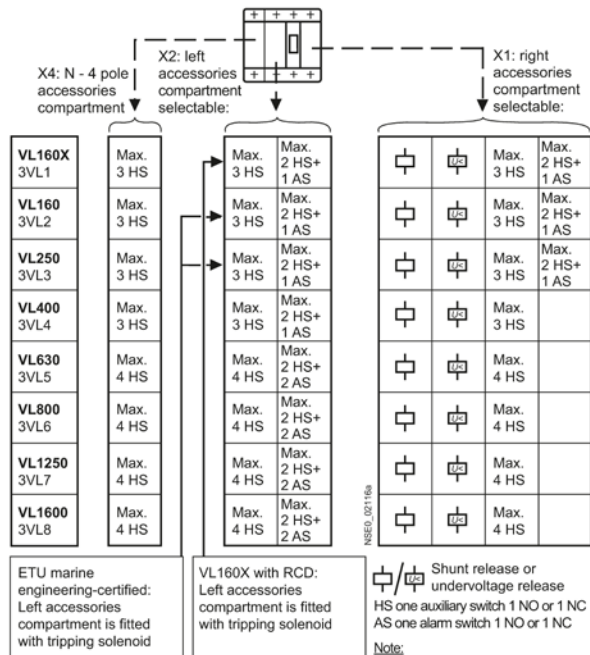 X4: N - 4 pole
accessories
compartment
X2: left
accessories
compartment
selectable:
X1: right
accessories
compartment
selectable:
VL160X
3VL1
Max.
3 HS
Max.
3 HS
Max.
2 HS+
1 AS
U<
Max.
3 HS
Max.
2 HS+
1 AS
VL160
3VL2
Max.
3 HS
Max.
3 HS
Max.
2 HS+
1 AS
U<
Max.
3 HS
Max.
2 HS+
1 AS
VL250
3VL3
Max.
3 HS
Max.
3 HS
Max.
2 HS+
1 AS
U<
Max.
3 HS
Max.
2 HS+
1 AS
VL400
3VL4
Max.
3 HS
Max.
3 HS
Max.
2 HS+
1 AS
U<
Max.
3 HS
VL630
3VL5
Max.
4 HS
Max.
4 HS
Max.
2 HS+
2 AS
U<
Max.
4 HS
VL800
3VL6
Max.
4 HS
Max.
4 HS
Max.
2 HS+
2 AS
U<
Max.
4 HS
VL1250
3VL7
Max.
4 HS
Max.
4 HS
Max.
2 HS+
2 AS
U<
Max.
4 HS
VL1600
3VL8
Max.
4 HS
Max.
4 HS
Max.
2 HS+
2 AS
U<
Max.
4 HS
NSE0_02116a
ETU marine
engineering-certified:
Left accessories
compartment is fitted
with tripping solenoid
VL160X with RCD:
Left accessories
compartment is fitted
with tripping solenoid
/ U< Shunt release or
undervoltage release
HS one auxiliary switch 1 NO or 1 NC
AS one alarm switch 1 NO or 1 NC
Note: